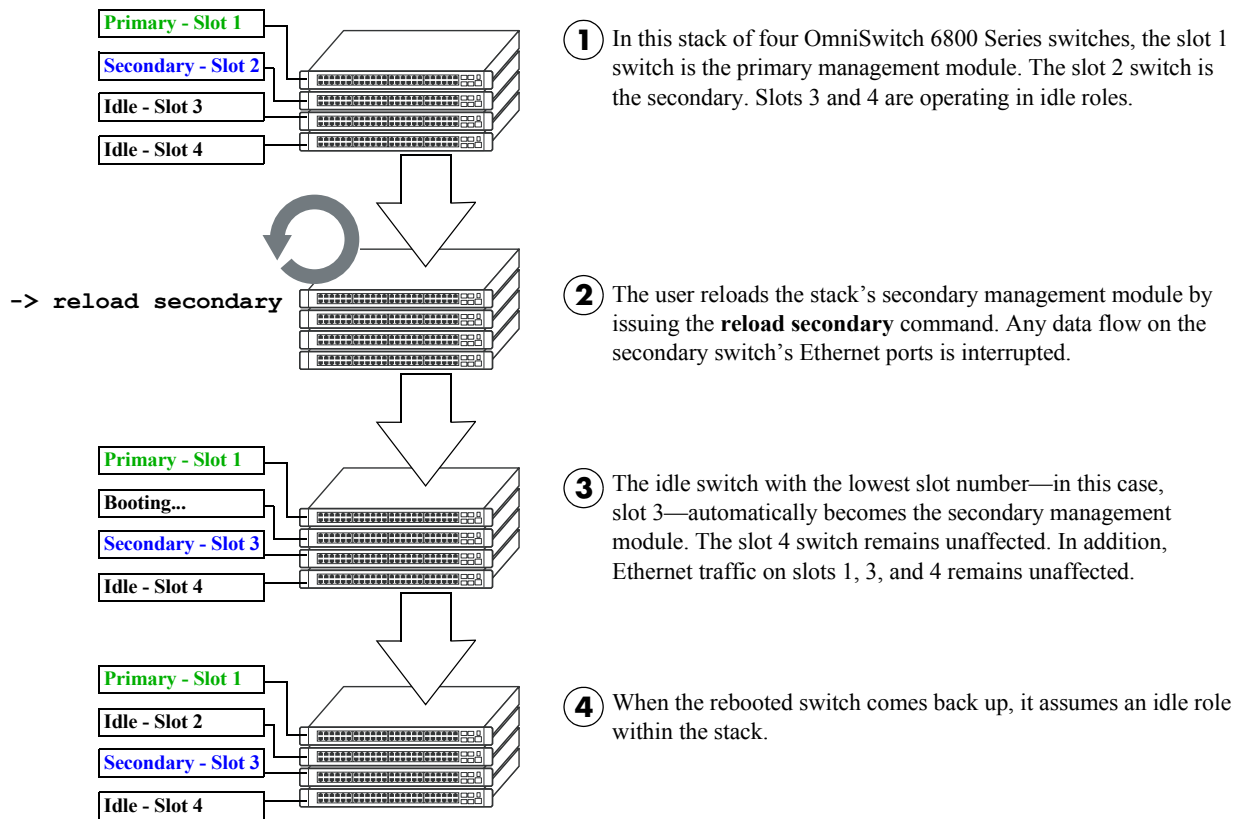 Primary - Slot 1
Secondary - Slot 2
Idle - Slot 3
Idle - Slot 4
1
In this stack of four OmniSwitch 6800 Series switches, the slot 1
switch is the primary management module. The slot 2 switch is
the secondary. Slots 3 and 4 are operating in idle roles.
-> reload secondary
2
The user reloads the stack’s secondary management module by
issuing the reload secondary command. Any data flow on the
secondary switch’s Ethernet ports is interrupted.
Primary - Slot 1
Booting...
Secondary - Slot 3
Idle - Slot 4
3
The idle switch with the lowest slot number—in this case,
slot 3—automatically becomes the secondary management
module. The slot 4 switch remains unaffected. In addition,
Ethernet traffic on slots 1, 3, and 4 remains unaffected.
Primary - Slot 1
Idle - Slot 2
Secondary - Slot 3
Idle - Slot 4
4
When the rebooted switch comes back up, it assumes an idle role
within the stack.